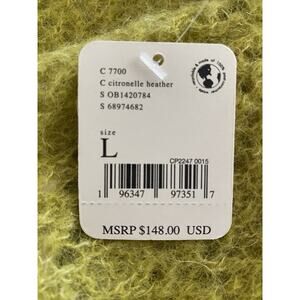 C 7700
C citronelle heather
S OB1420784
S 68974682
size
L
CP2247 0015
1 96347 97351 7
MSRP $148.00 USD